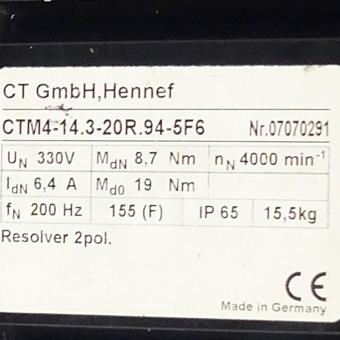 CT GmbH,Hennef
CTM4-14.3-20R.94-5F6 Nr.07070291
UN 330V MdN 8,7 Nm nN 4000 min-1
IdN 6,4 A Md0 19 Nm
fN 200 Hz 155 (F) IP 65 15,5kg
Resolver 2pol.
CE
Made in Germany